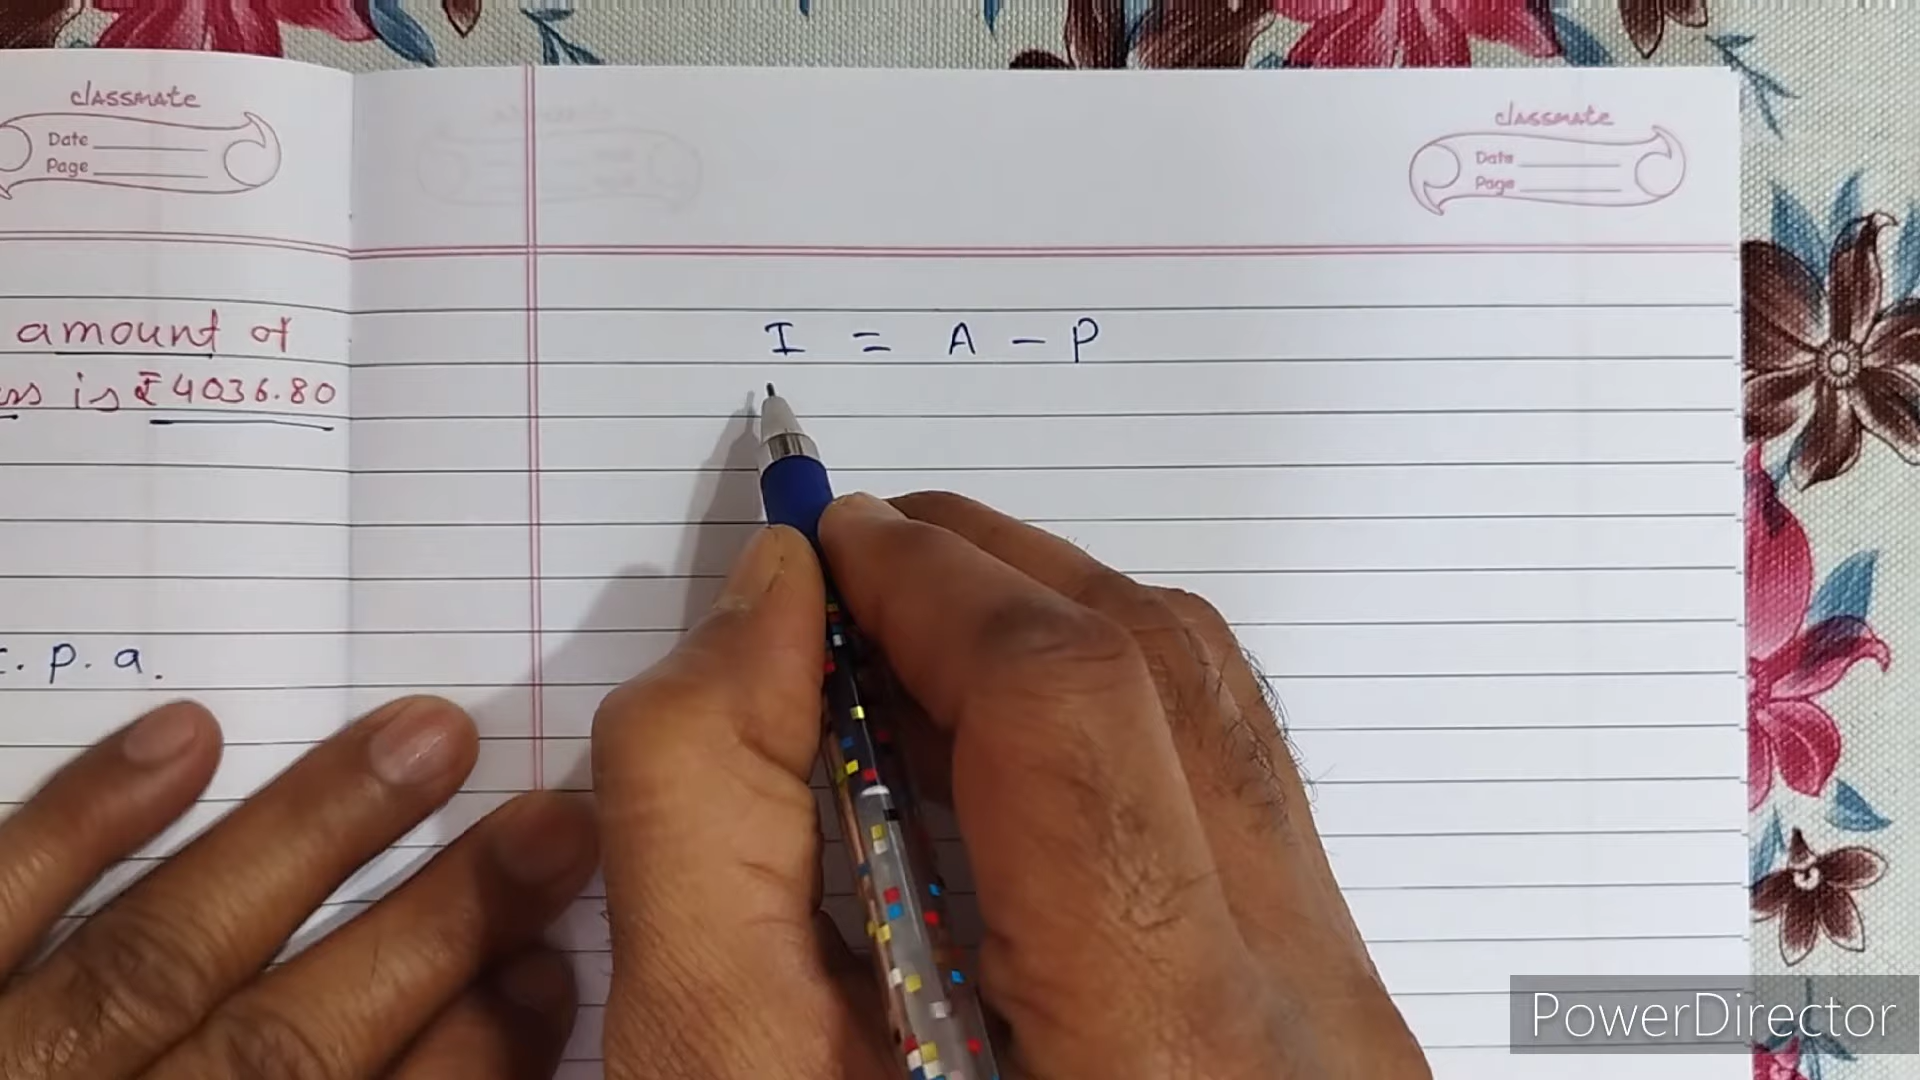 classmate
Date
Page
amount of
is ₹4036.80
p.a.
classmate
Date
Page
I = A - P
PowerDirector